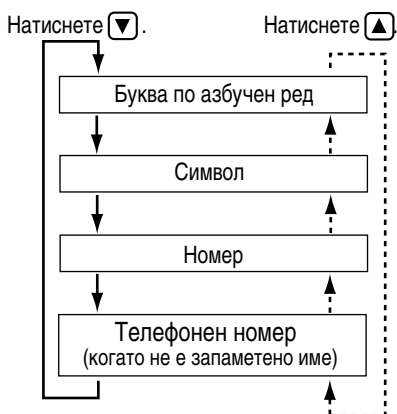 Натиснете ▼. Натиснете ▲.
Буква по азбучен ред
Символ
Номер
Телефонен номер
(когато не е запаметено име)